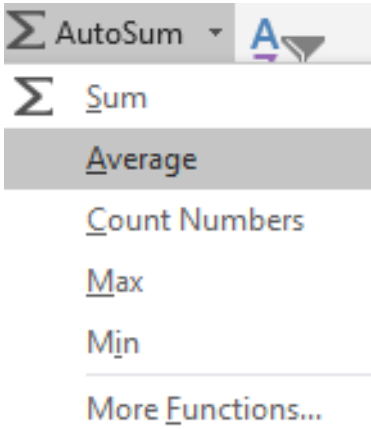 Σ AutoSum
Σ Sum
Average
Count Numbers
Max
Min
More Functions...